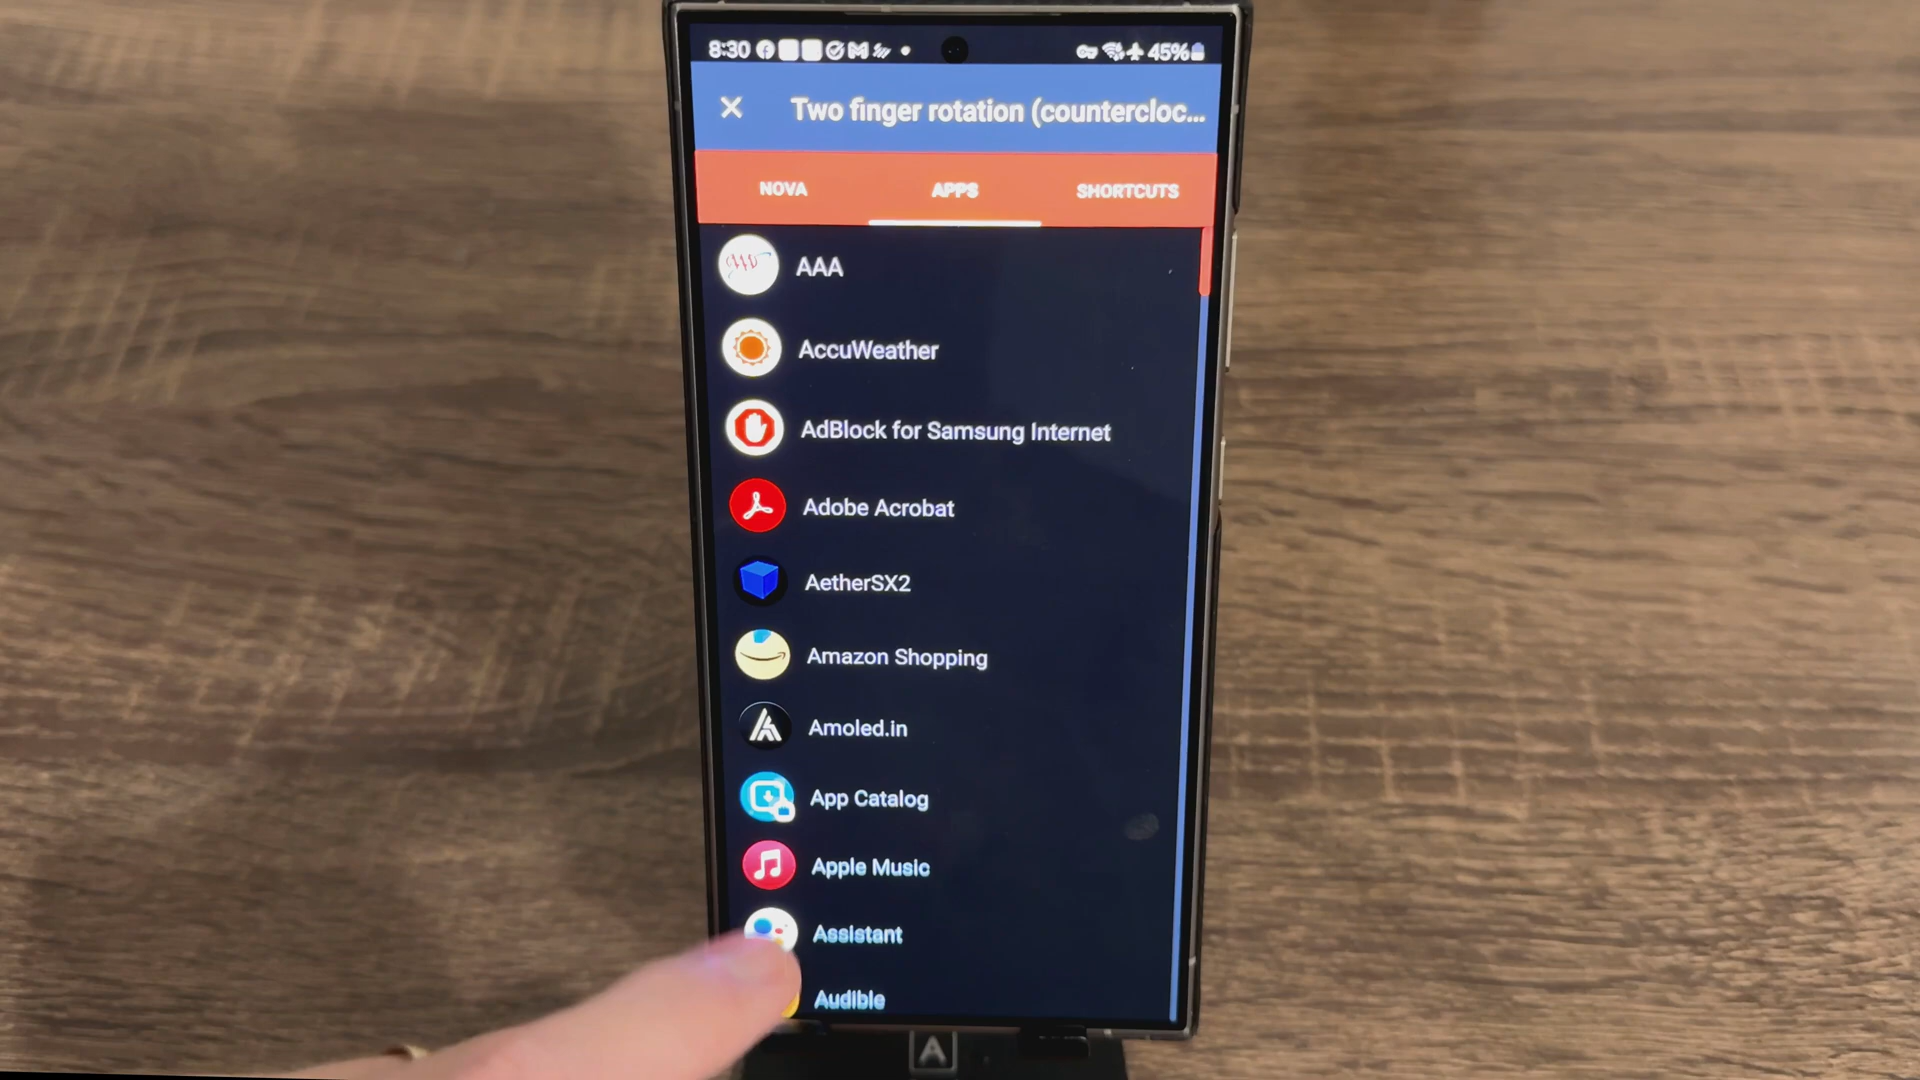 8:30 45%
Two finger rotation (countercloc...
NOVA APPS SHORTCUTS
AAA
AccuWeather
AdBlock for Samsung Internet
Adobe Acrobat
AetherSX2
Amazon Shopping
Amoled.in
App Catalog
Apple Music
Assistant
Audible